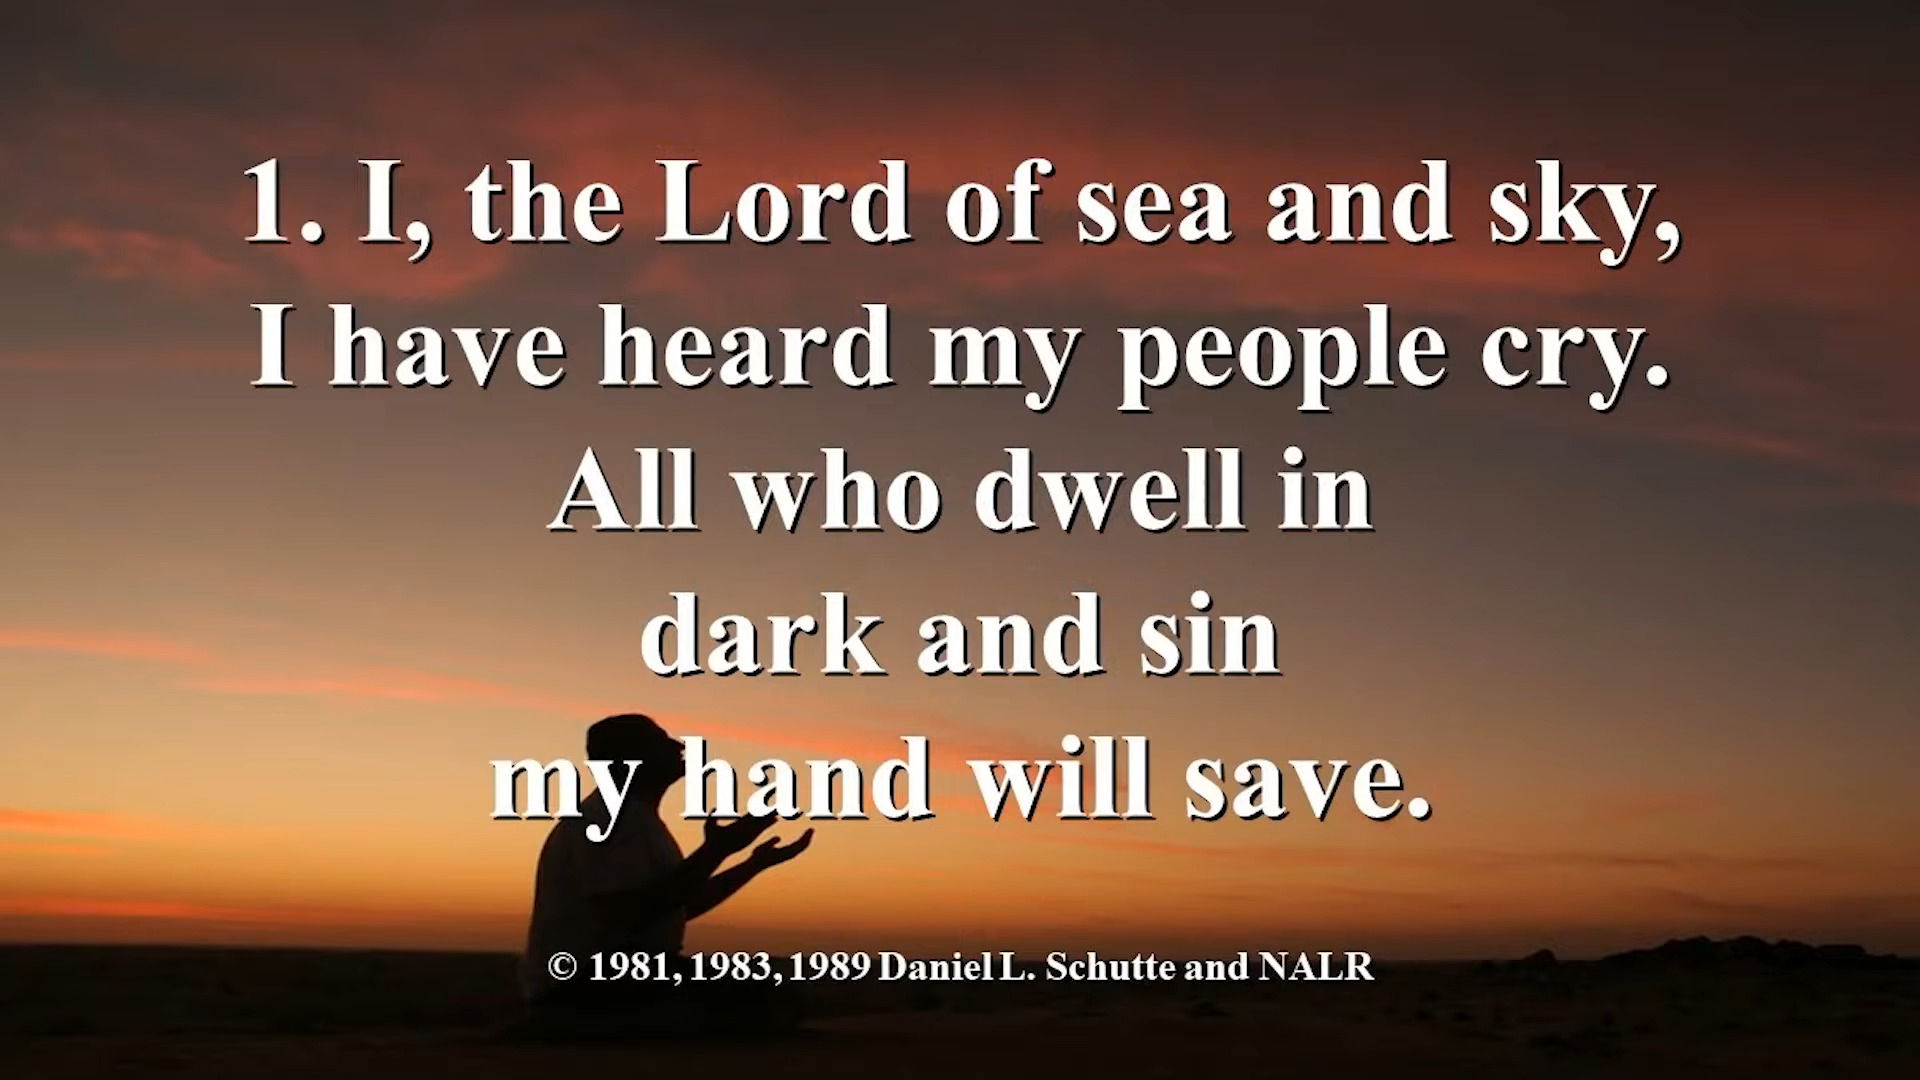 1. I, the Lord of sea and sky,
I have heard my people cry.
All who dwell in
dark and sin
my hand will save.
© 1981, 1983, 1989 Daniel L. Schutte and NALR